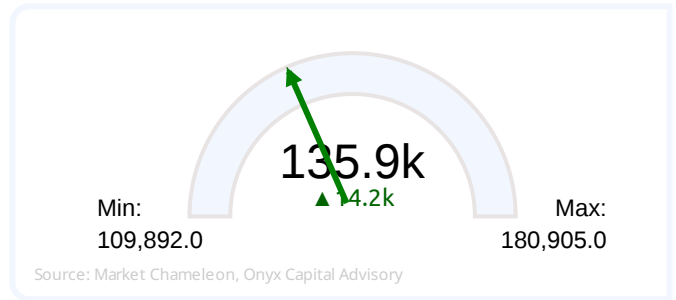 135.9k
▲ 14.2k
Min:
109,892.0
Max:
180,905.0
Source: Market Chameleon, Onyx Capital Advisory